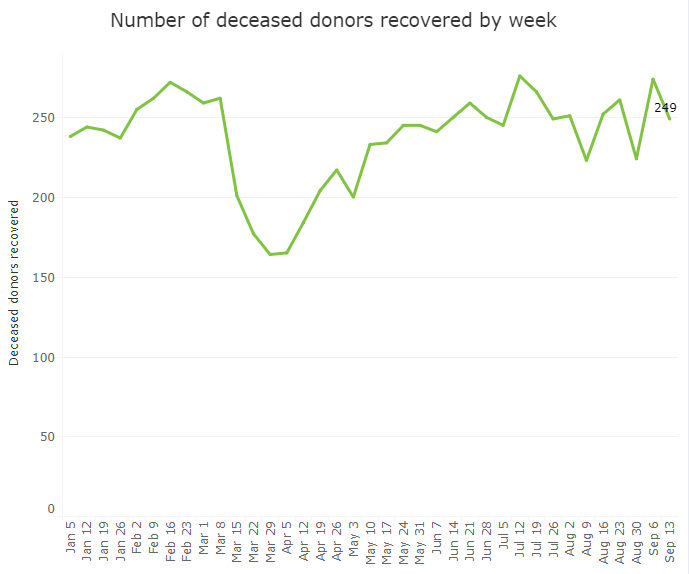 Number of deceased donors recovered by week
Deceased donors recovered
250
200
150
100
50
0
249
Jan 5
Jan 12
Jan 19
Jan 26
Feb 2
Feb 9
Feb 16
Feb 23
Mar 1
Mar 8
Mar 15
Mar 22
Mar 29
Apr 5
Apr 12
Apr 19
Apr 26
May 3
May 10
May 17
May 24
May 31
Jun 7
Jun 14
Jun 21
Jun 28
Jul 5
Jul 12
Jul 19
Jul 26
Aug 2
Aug 9
Aug 16
Aug 23
Aug 30
Sep 6
Sep 13